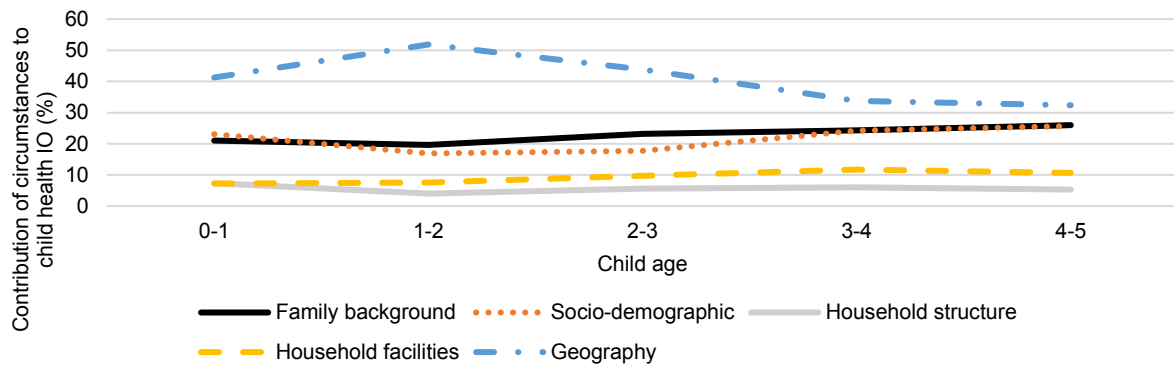 Contribution of circumstances to
child health IO (%)
60
50
40
30
20
10
0
0-1 1-2 2-3 3-4 4-5
Child age
Family background Socio-demographic Household structure
Household facilities Geography